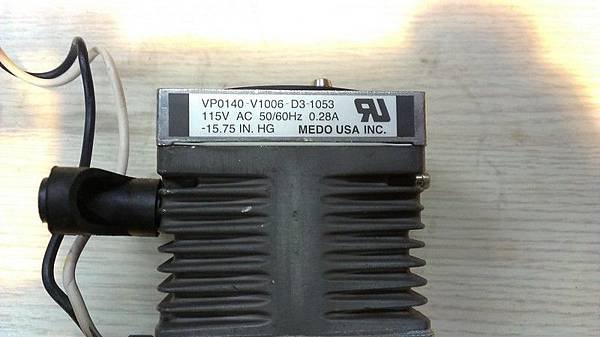 VP0140-V1006-D3-1053
115V AC 50/60Hz 0.28A
-15.75 IN. HG MEDO USA INC.